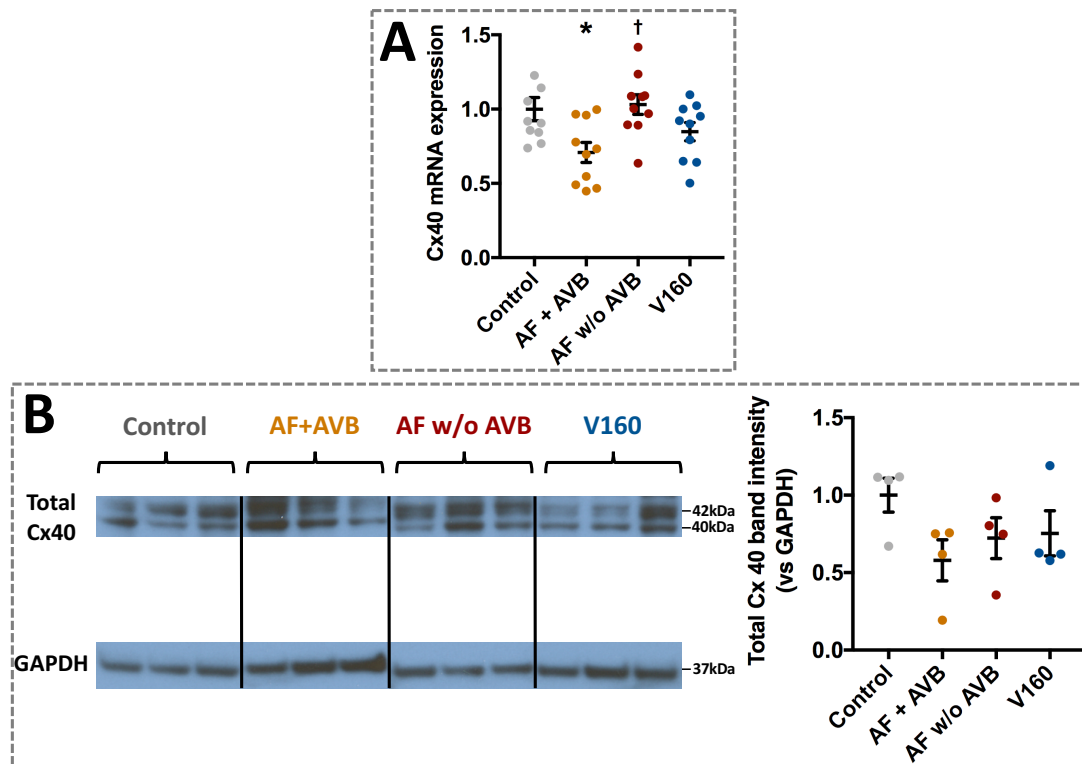 A
Cx40 mRNA expression
1.5
1.0
0.5
0.0
*
†
Control
AF + AVB
AF w/o AVB
V160
B
Control
AF+AVB
AF w/o AVB
V160
Total
Cx40
–42kDa
–40kDa
GAPDH
–37kDa
Total Cx 40 band intensity
(vs GAPDH)
1.5
1.0
0.5
0.0
Control
AF + AVB
AF w/o AVB
V160